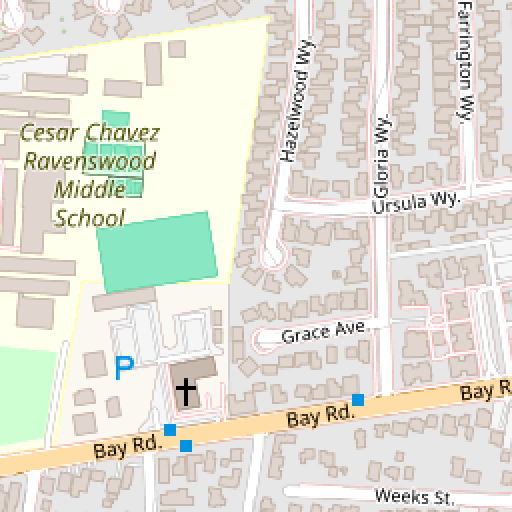 Farrington Wy.
Hazelwood Wy.
Gloria Wy.
Cesar Chavez
Ravenswood
Middle
School
Ursula Wy.
Grace Ave.
P
Bay R
Bay Rd.
Bay Rd.
Weeks St.